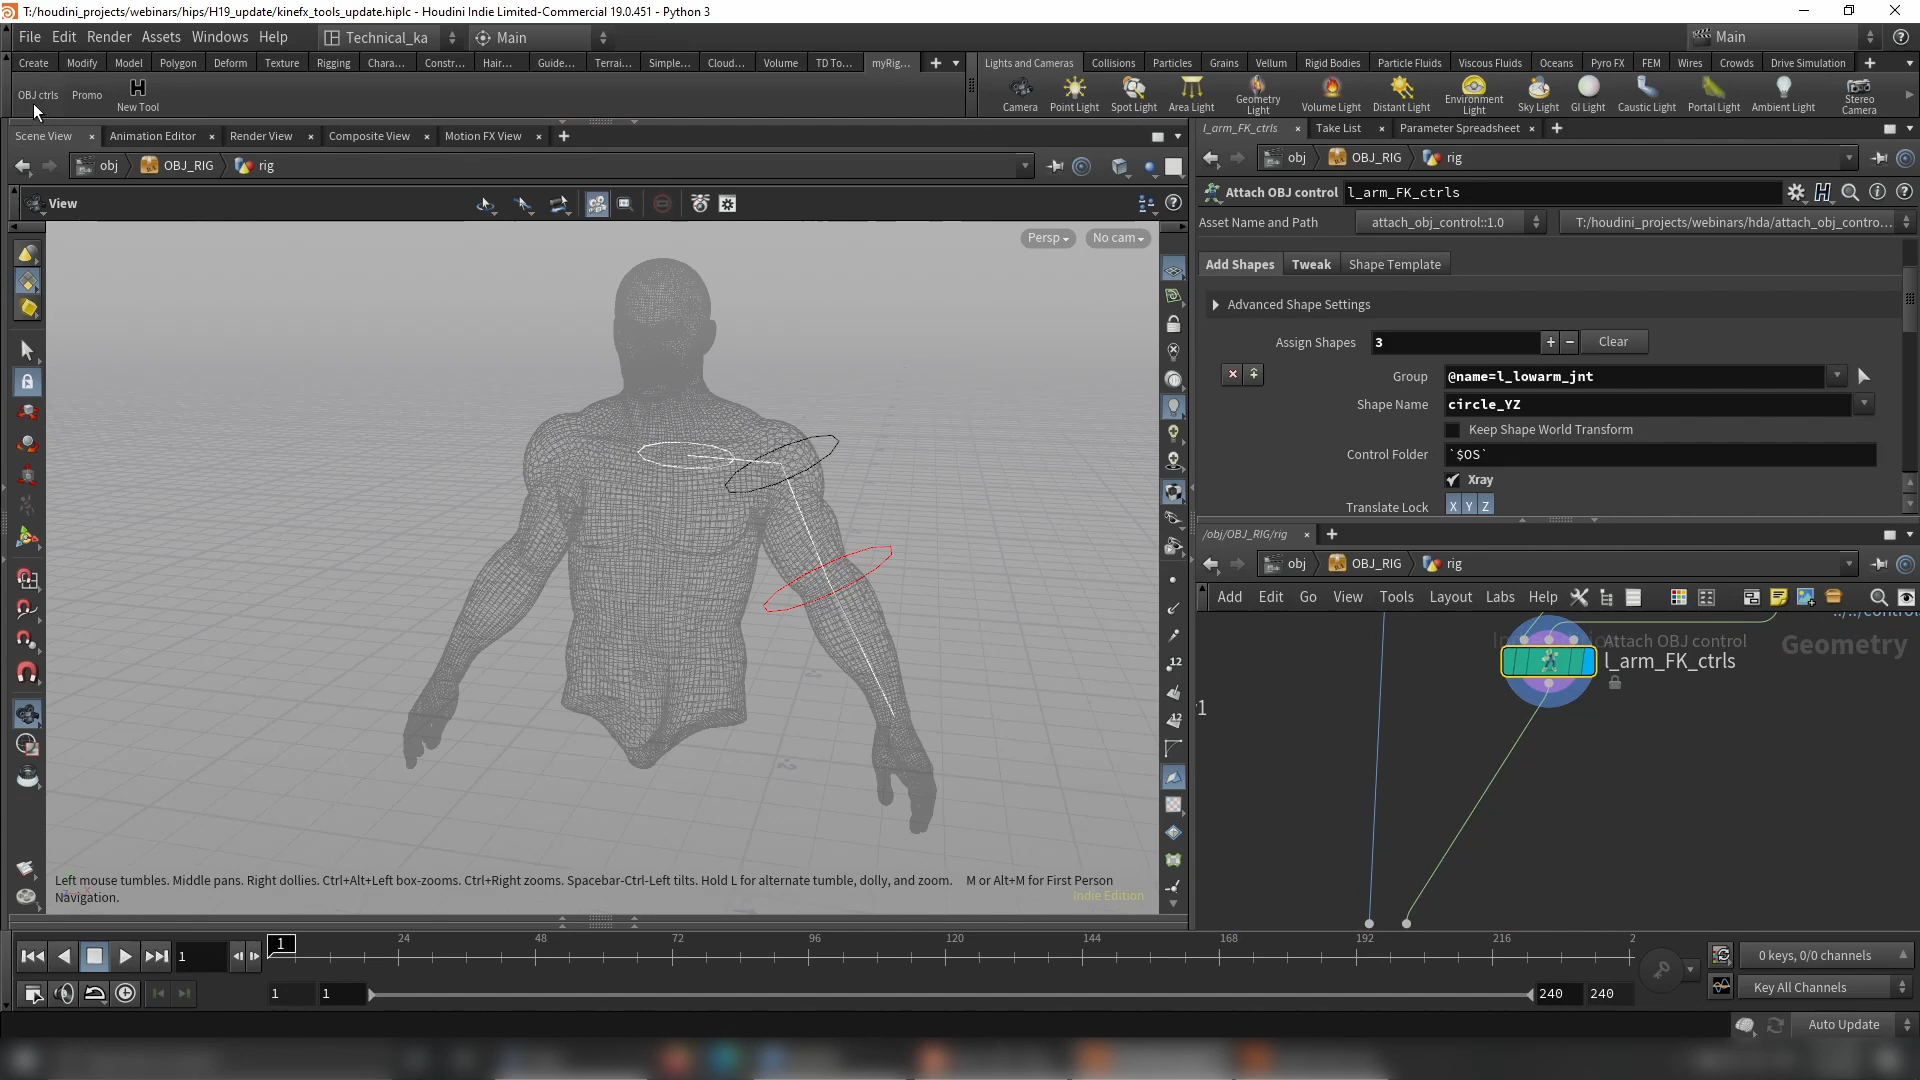 T:/houdini_projects/webinars/hips/H19_update/kinefx_tools_update.hiplc - Houdini Indie Limited-Commercial 19.0.451 - Python 3
File Edit Render Assets Windows Help Technical_ka Main Main
Create Modify Model Polygon Deform Texture Rigging Chara... Constr... Hair... Guide... Terrai... Simple... Cloud... Volume TD To... myRig...
Lights and Cameras Collisions Particles Grains Vellum Rigid Bodies Particle Fluids Viscous Fluids Oceans Pyro FX FEM Wires Crowds Drive Simulation
OBJ ctrls Promo New Tool
Camera Point Light Spot Light Area Light Geometry Light Volume Light Distant Light Environment Light Sky Light GI Light Caustic Light Portal Light Ambient Light Stereo Camera
Scene View Animation Editor Render View Composite View Motion FX View
obj OBJ_RIG rig
View
Persp No cam
Left mouse tumbles. Middle pans. Right dollies. Ctrl+Alt+Left box-zooms. Ctrl+Right zooms. Spacebar-Ctrl-Left tilts. Hold L for alternate tumble, dolly, and zoom. M or Alt+M for First Person
Navigation.
Indie Edition
l_arm_FK_ctrls Take List Parameter Spreadsheet
obj OBJ_RIG rig
Attach OBJ control l_arm_FK_ctrls
Asset Name and Path attach_obj_control::1.0 T:/houdini_projects/webinars/hda/attach_obj_contro...
Add Shapes Tweak Shape Template
Advanced Shape Settings
Assign Shapes 3 + − Clear
Group @name=l_lowarm_jnt
Shape Name circle_YZ
Keep Shape World Transform
Control Folder `$OS`
Xray
Translate Lock X Y Z
/obj/OBJ_RIG/rig
obj OBJ_RIG rig
Add Edit Go View Tools Layout Labs Help
Attach OBJ control
l_arm_FK_ctrls
Geometry
12
12
1
1 24 48 72 96 120 144 168 192 216 2
0 keys, 0/0 channels
1 1 240 240
Key All Channels
Auto Update